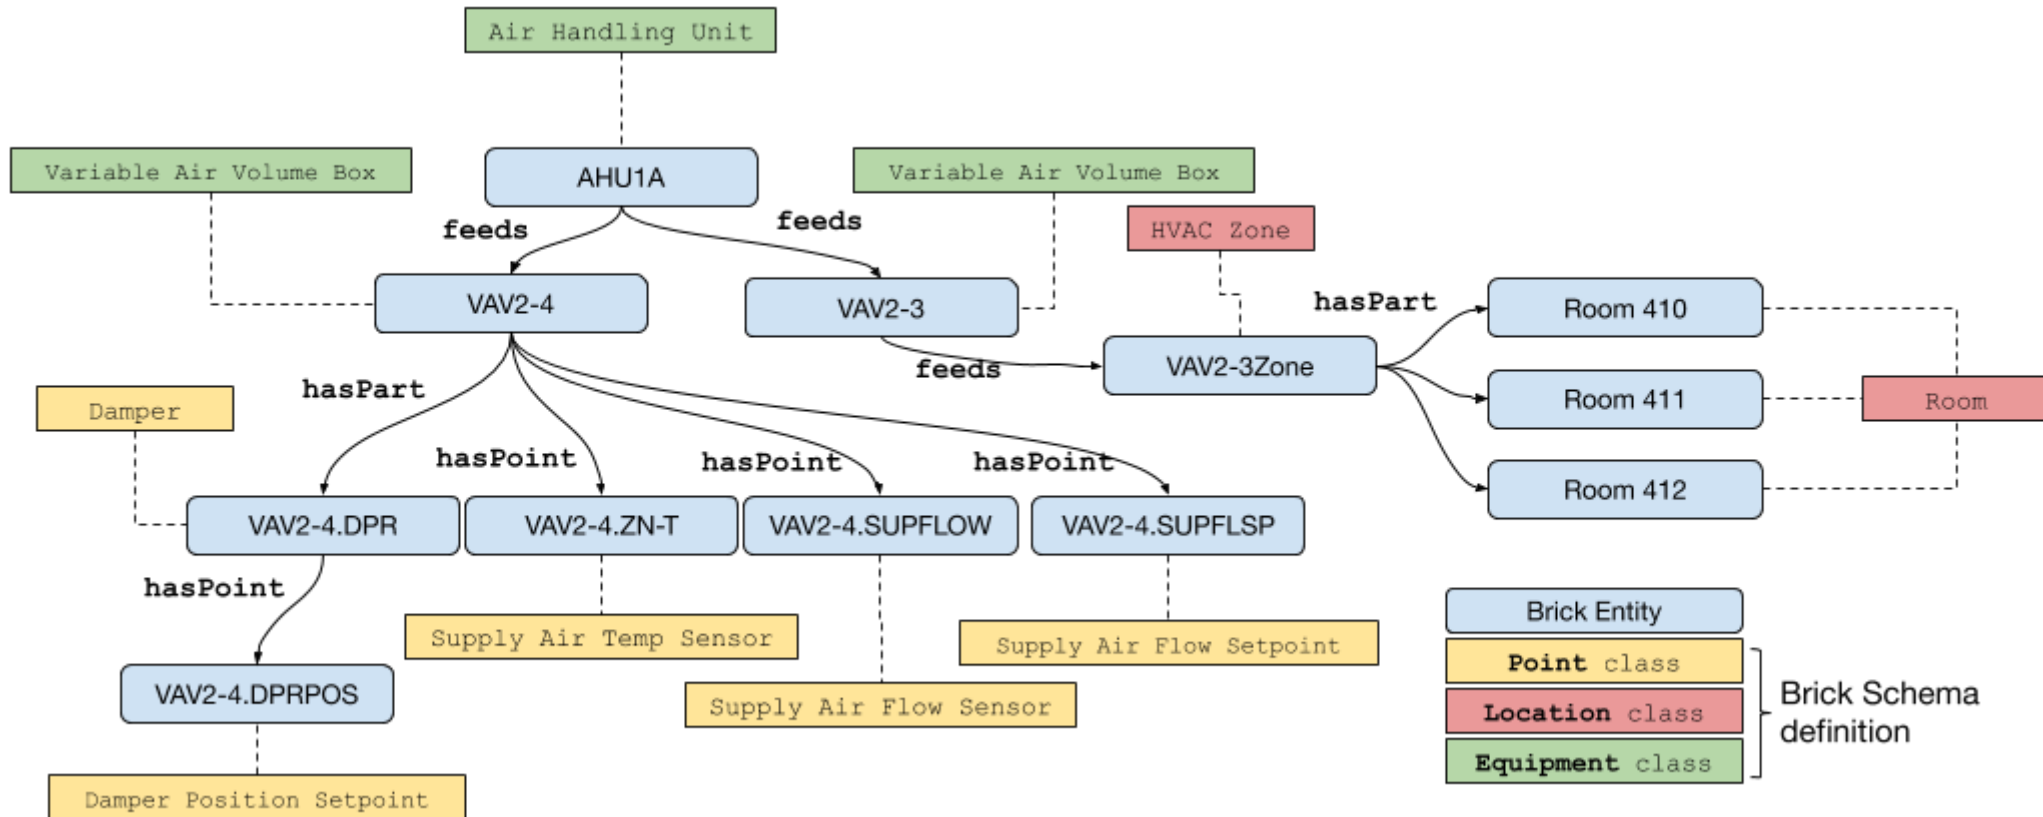 Air Handling Unit
Variable Air Volume Box
AHU1A
Variable Air Volume Box
feeds
feeds
HVAC Zone
VAV2-4
VAV2-3
hasPart
Room 410
feeds
VAV2-3Zone
Room 411
Room
Room 412
hasPart
Damper
hasPoint
hasPoint
hasPoint
VAV2-4.DPR
VAV2-4.ZN-T
VAV2-4.SUPFLOW
VAV2-4.SUPFLSP
hasPoint
Supply Air Temp Sensor
Supply Air Flow Setpoint
VAV2-4.DPRPOS
Supply Air Flow Sensor
Damper Position Setpoint
Brick Entity
Point class
Location class
Equipment class
Brick Schema
definition